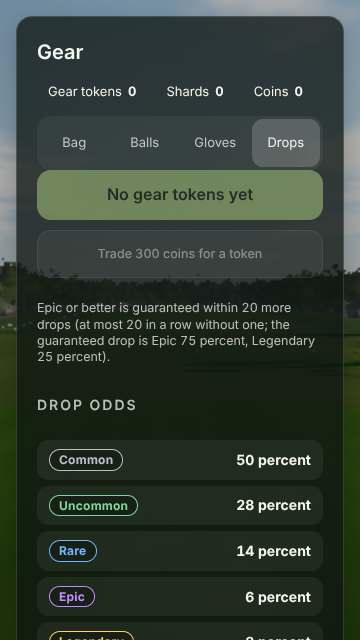 Gear
Gear tokens 0 Shards 0 Coins 0
Bag Balls Gloves Drops
No gear tokens yet
Trade 300 coins for a token
Epic or better is guaranteed within 20 more
drops (at most 20 in a row without one; the
guaranteed drop is Epic 75 percent, Legendary
25 percent).
DROP ODDS
Common 50 percent
Uncommon 28 percent
Rare 14 percent
Epic 6 percent
Legendary 2 percent